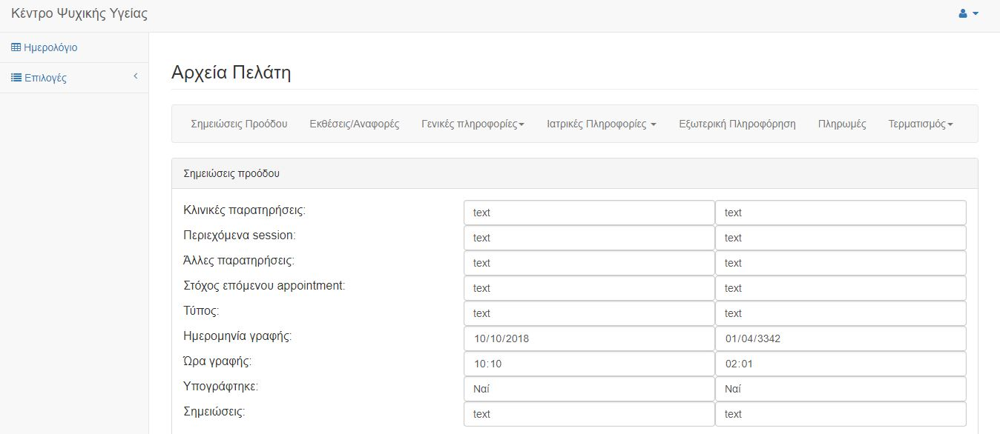 Κέντρο Ψυχικής Υγείας
Ημερολόγιο
Επιλογές
Αρχεία Πελάτη
Σημειώσεις Προόδου Εκθέσεις/Αναφορές Γενικές πληροφορίες Ιατρικές Πληροφορίες Εξωτερική Πληροφόρηση Πληρωμές Τερματισμός
Σημειώσεις προόδου
Κλινικές παρατηρήσεις: text text
Περιεχόμενα session: text text
Άλλες παρατηρήσεις: text text
Στόχος επόμενου appointment: text text
Τύπος: text text
Ημερομηνία γραφής: 10/10/2018 01/04/3342
Ώρα γραφής: 10:10 02:01
Υπογράφτηκε: Ναί Ναί
Σημειώσεις: text text